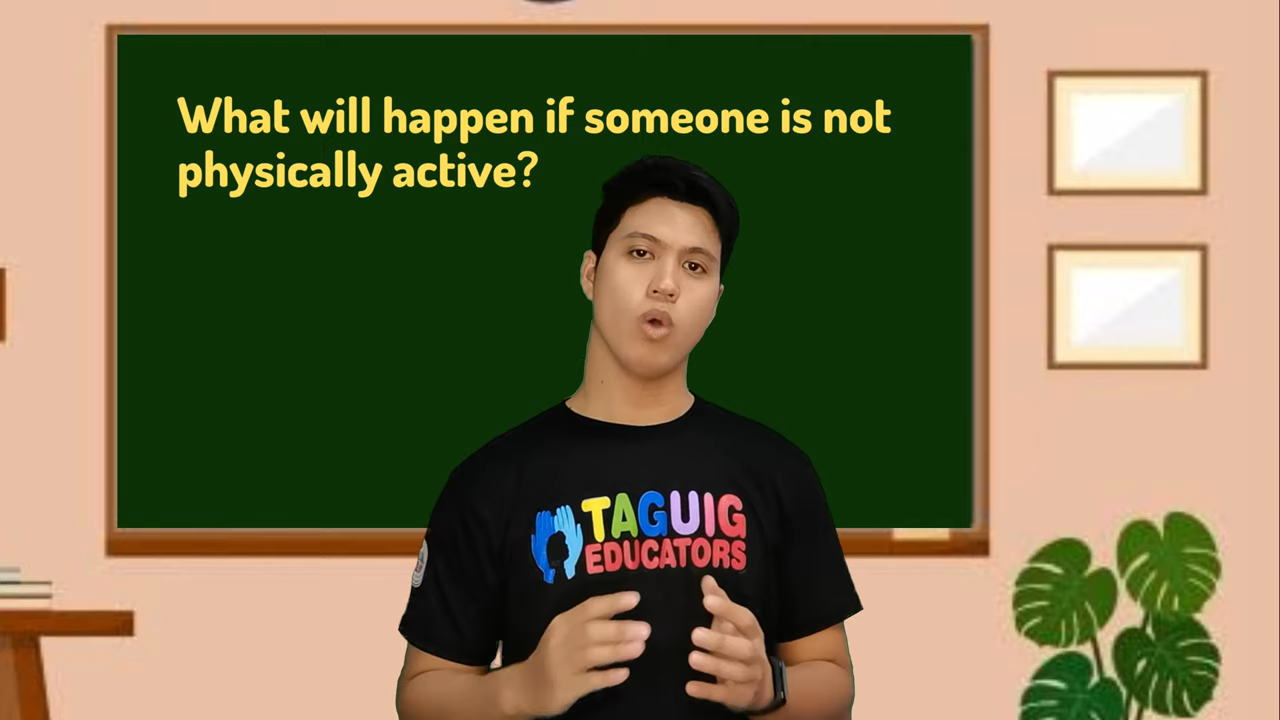 What will happen if someone is not
physically active?
TAGUIG
EDUCATORS